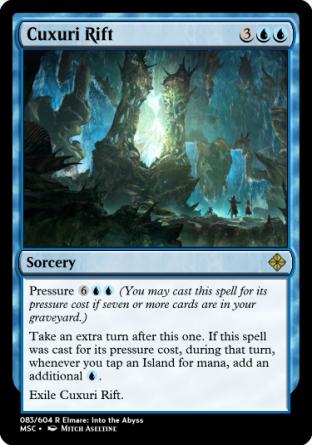 Cuxuri Rift 3
Sorcery
Pressure 6 (You may cast this spell for its
pressure cost if seven or more cards are in your
graveyard.)
Take an extra turn after this one. If this spell
was cast for its pressure cost, during that turn,
whenever you tap an Island for mana, add an
additional .
Exile Cuxuri Rift.
083/604 R Elmare: Into the Abyss
MSC • Mitch Aseltine